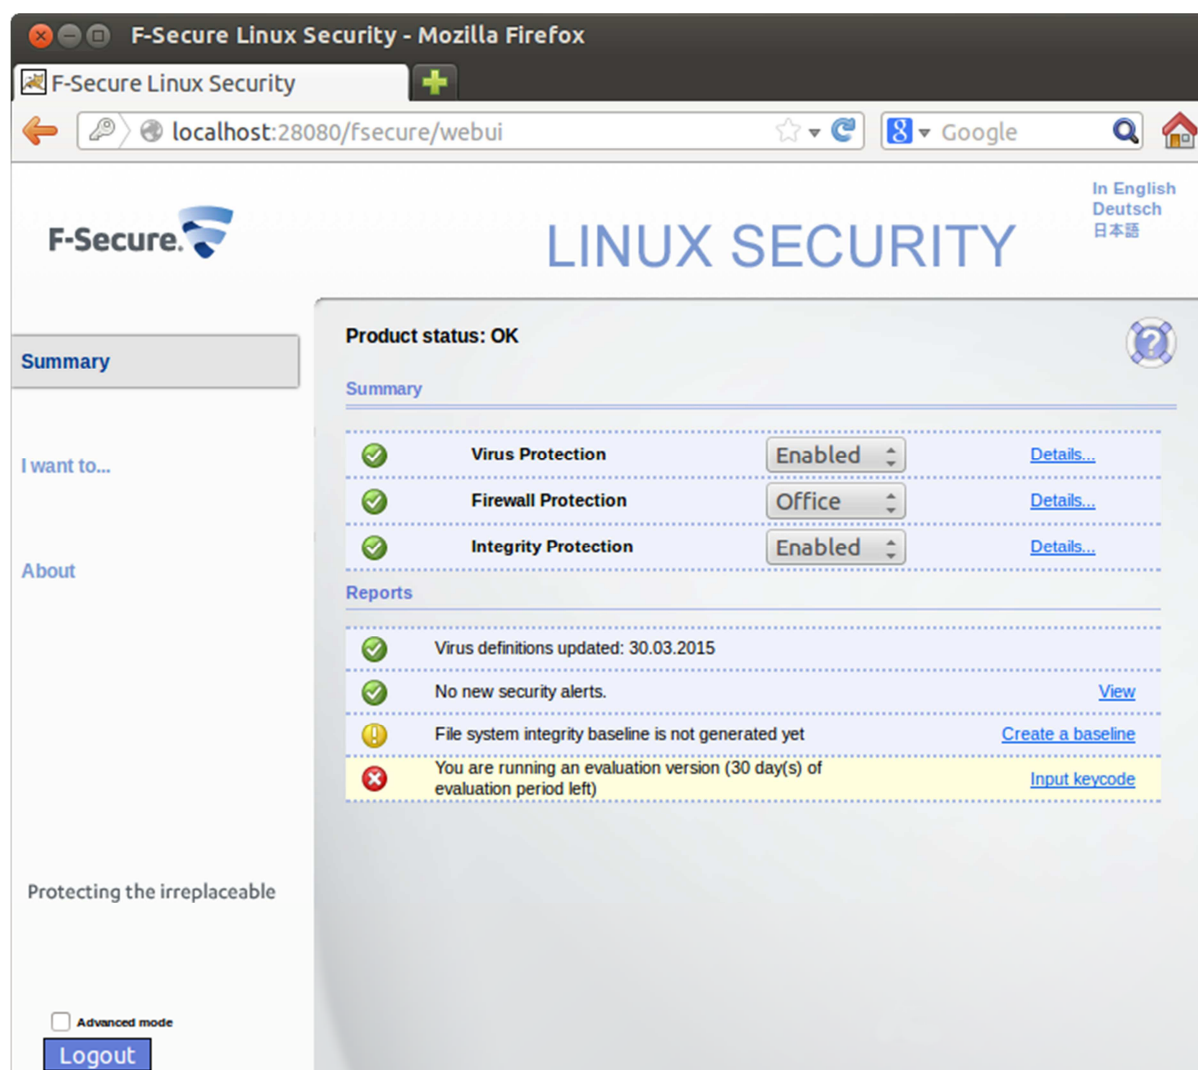 F-Secure Linux Security - Mozilla Firefox
F-Secure Linux Security
localhost:28080/fsecure/webui
8
Google
In English
Deutsch
日本語
F-Secure.
LINUX SECURITY
Summary
I want to...
About
Product status: OK
?
Summary
Virus Protection Enabled Details...
Firewall Protection Office Details...
Integrity Protection Enabled Details...
Reports
Virus definitions updated: 30.03.2015
No new security alerts. View
File system integrity baseline is not generated yet Create a baseline
You are running an evaluation version (30 day(s) of
evaluation period left) Input keycode
Protecting the irreplaceable
Advanced mode
Logout